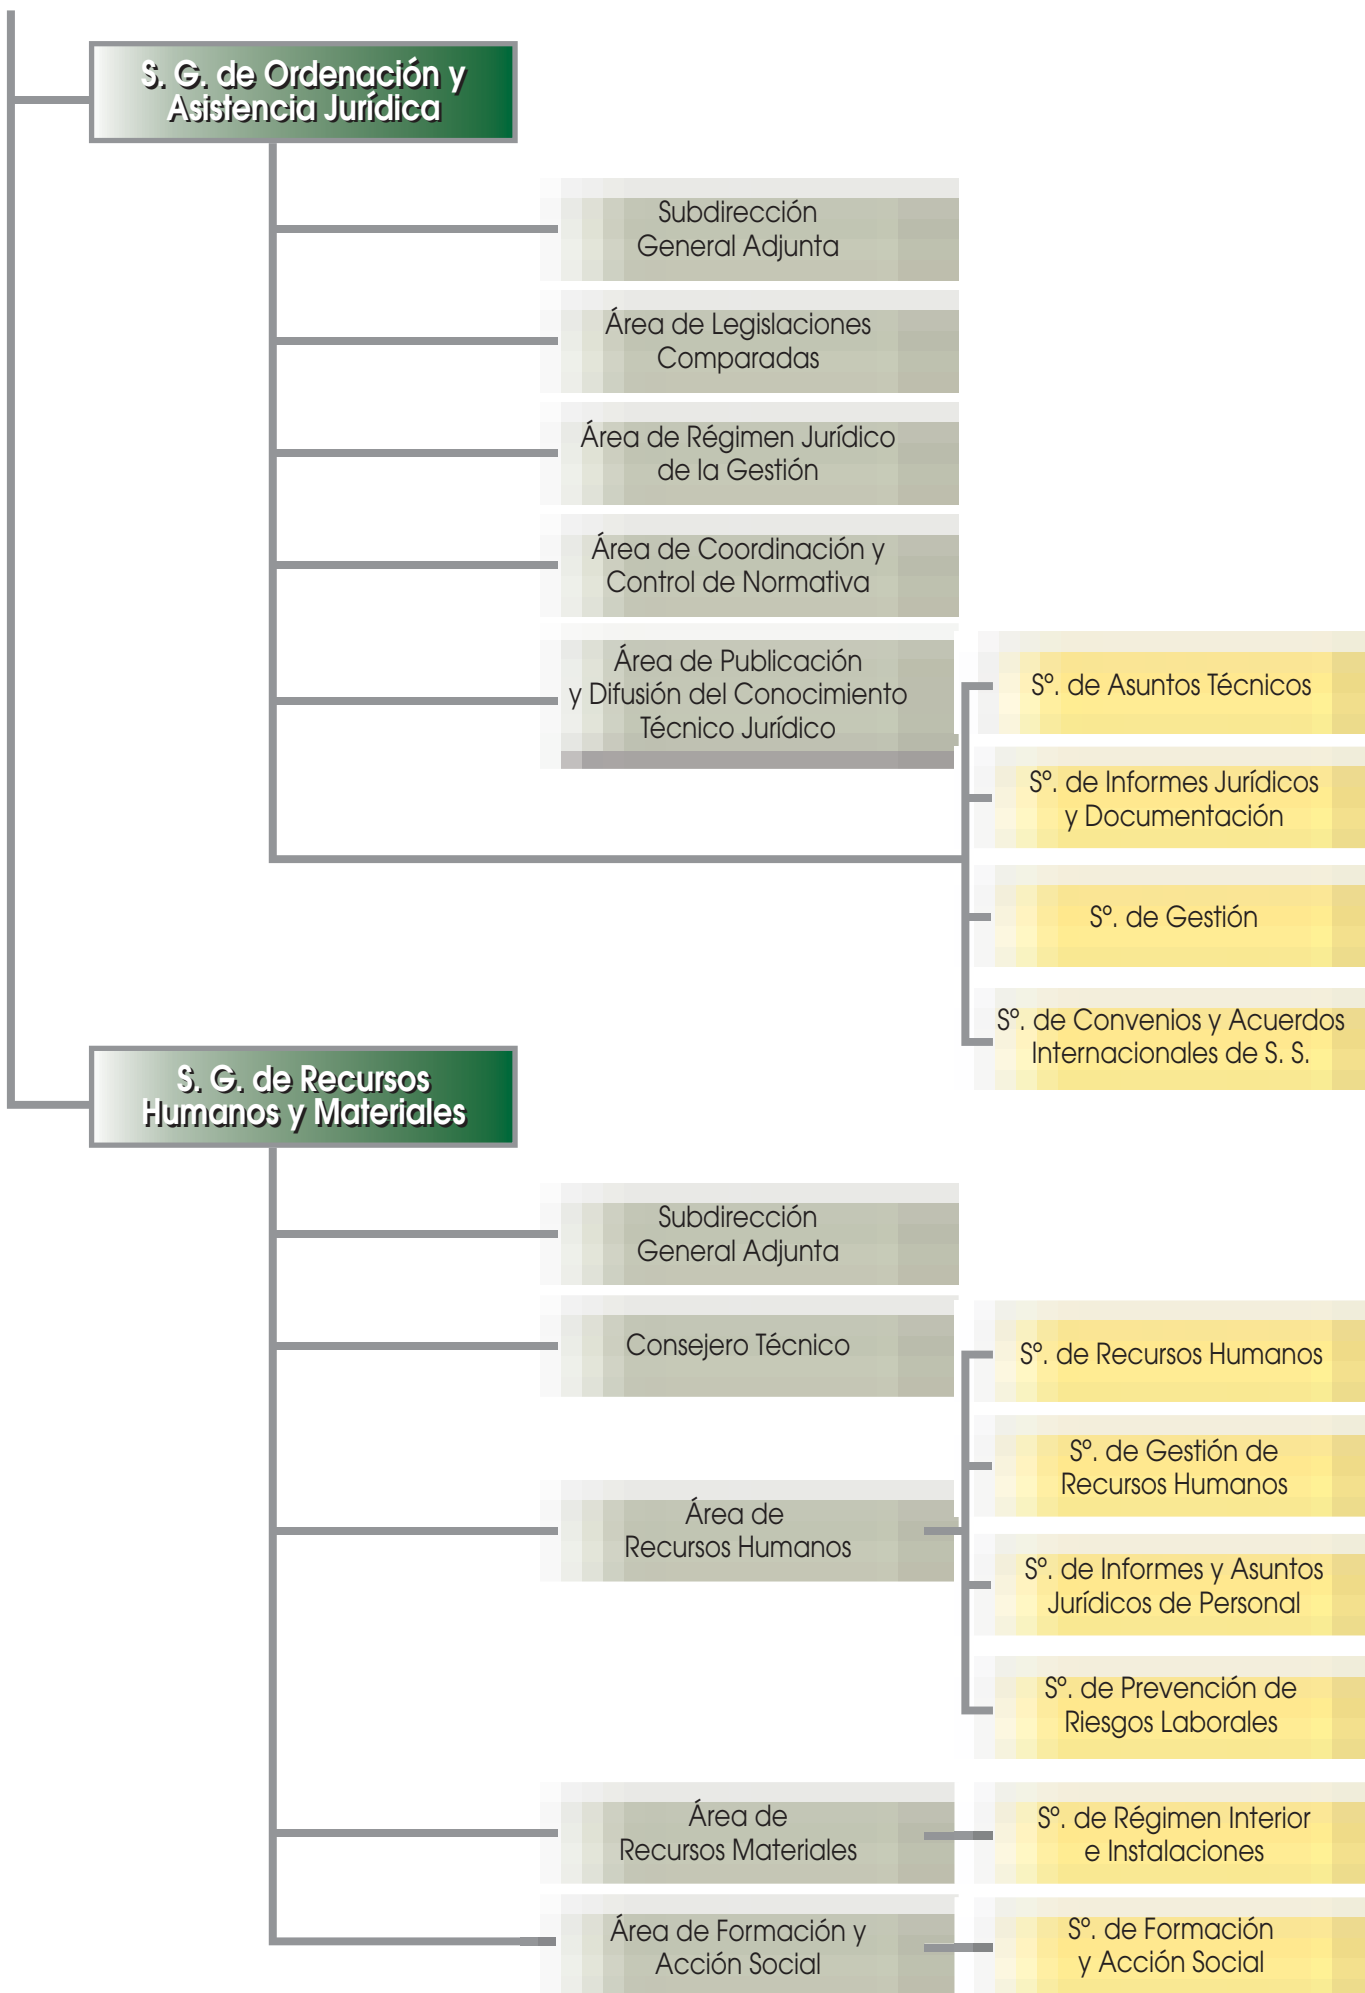 S. G. de Ordenación y
Asistencia Jurídica
Subdirección
General Adjunta
Área de Legislaciones
Comparadas
Área de Régimen Jurídico
de la Gestión
Área de Coordinación y
Control de Normativa
Área de Publicación
y Difusión del Conocimiento
Técnico Jurídico
Sº. de Asuntos Técnicos
Sº. de Informes Jurídicos
y Documentación
Sº. de Gestión
Sº. de Convenios y Acuerdos
Internacionales de S. S.
S. G. de Recursos
Humanos y Materiales
Subdirección
General Adjunta
Consejero Técnico
Área de
Recursos Humanos
Sº. de Recursos Humanos
Sº. de Gestión de
Recursos Humanos
Sº. de Informes y Asuntos
Jurídicos de Personal
Sº. de Prevención de
Riesgos Laborales
Área de
Recursos Materiales
Sº. de Régimen Interior
e Instalaciones
Área de Formación y
Acción Social
Sº. de Formación
y Acción Social